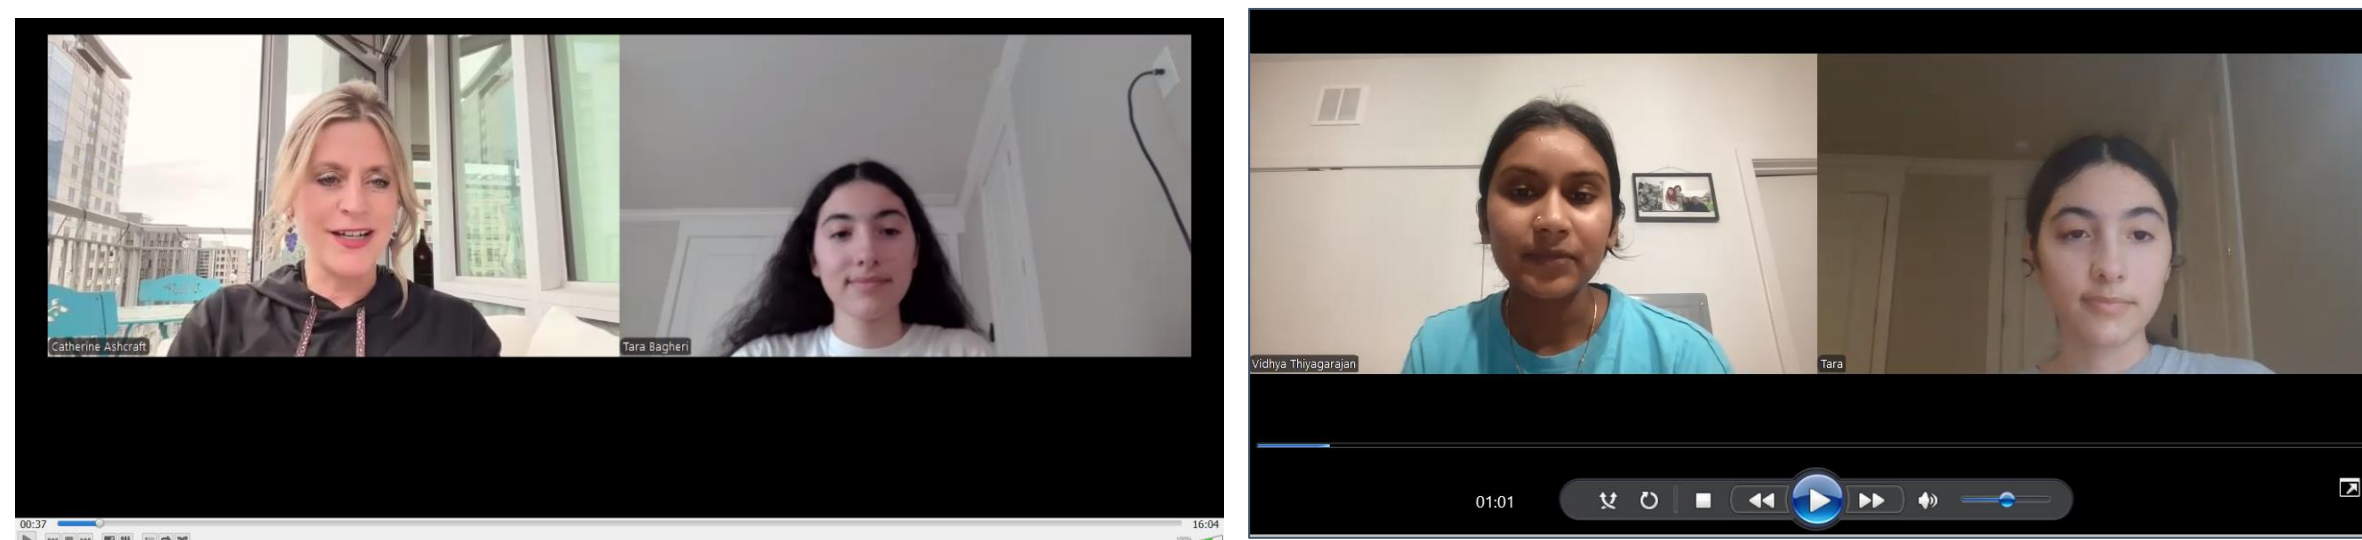 Catherine Ashcraft
Tara Bagheri
00:37
16:04
Vidhya Thiyagarajan
Tara
01:01